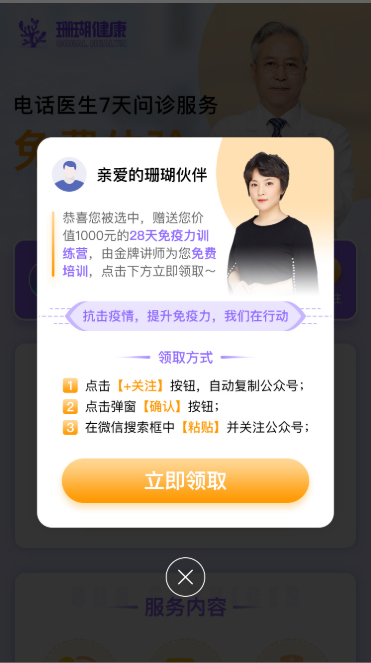 珊瑚健康
CORAL HEALTH
电话医生7天问诊服务
亲爱的珊瑚伙伴
恭喜您被选中，赠送您价
值1000元的28天免疫力训
练营，由金牌讲师为您免费
培训，点击下方立即领取～
抗击疫情，提升免疫力，我们在行动
领取方式
1 点击【+关注】按钮，自动复制公众号；
2 点击弹窗【确认】按钮；
3 在微信搜索框中【粘贴】并关注公众号；
立即领取
服务内容